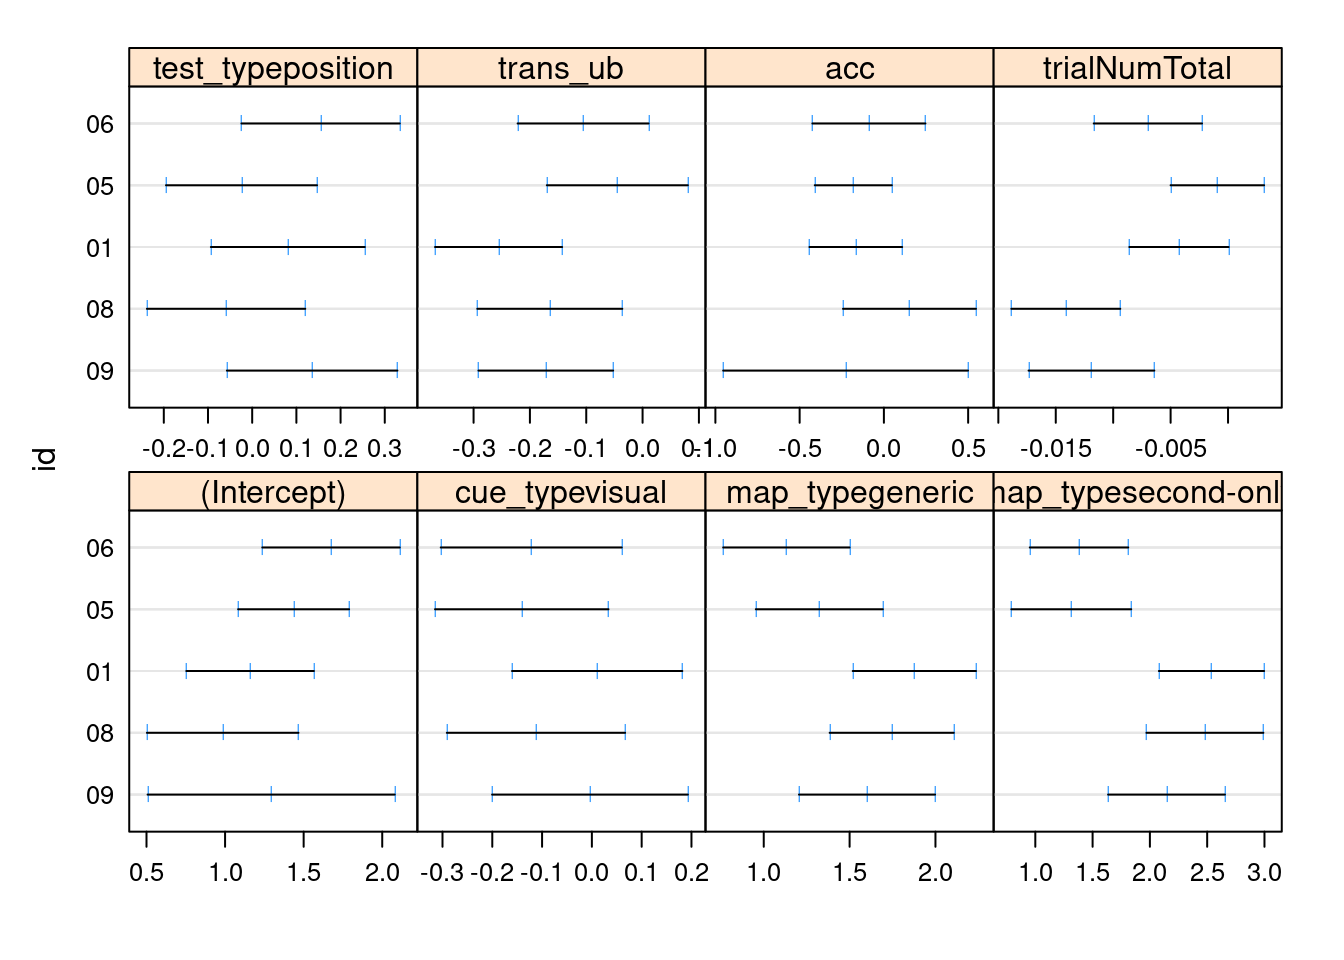 test_typeposition trans_ub acc trialNumTotal
06
05
01
08
09
-0.2 -0.1 0.0 0.1 0.2 0.3 -0.3 -0.2 -0.1 0.0 -1.0 -0.5 0.0 0.5 -0.015 -0.005
id
(Intercept) cue_typevisual map_typegeneric map_typesecond-onl
06
05
01
08
09
0.5 1.0 1.5 2.0 -0.3 -0.2 -0.1 0.0 0.1 0.2 1.0 1.5 2.0 1.0 1.5 2.0 2.5 3.0